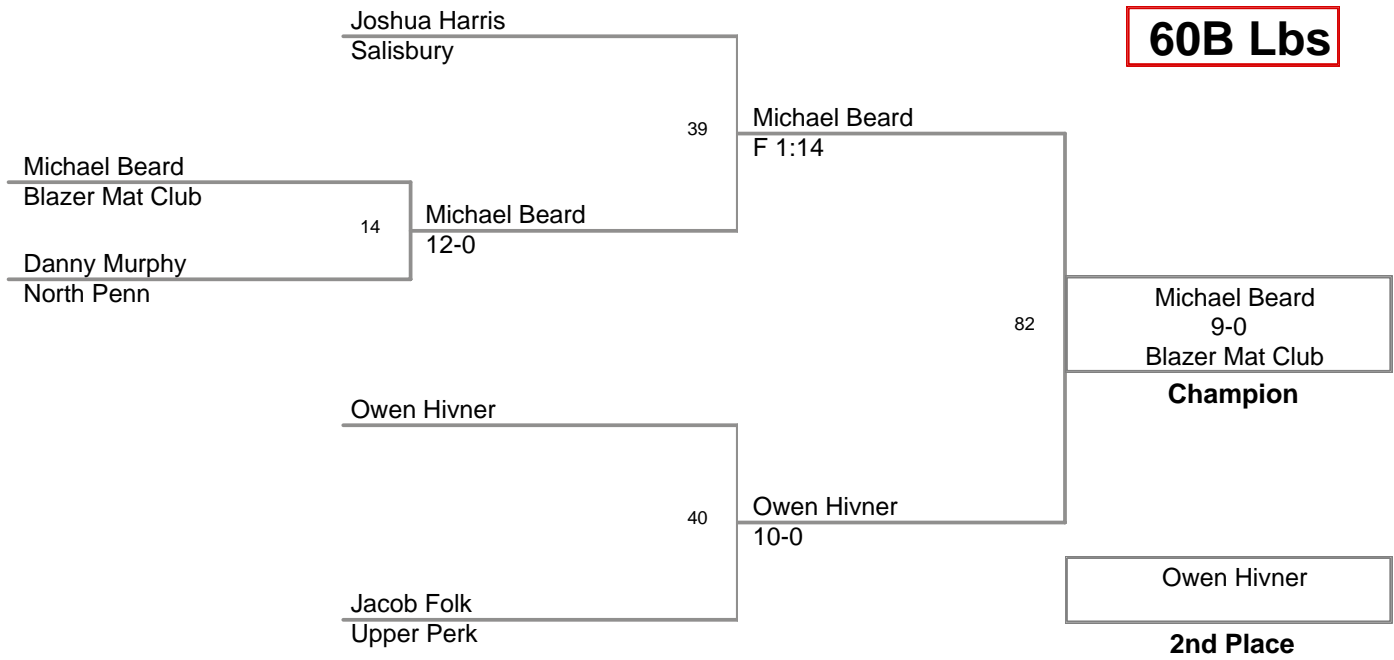 Joshua Harris
Salisbury
60B Lbs
39
Michael Beard
F 1:14
Michael Beard
Blazer Mat Club
14
Michael Beard
12-0
Danny Murphy
North Penn
82
Michael Beard
9-0
Blazer Mat Club
Champion
Owen Hivner
40
Owen Hivner
10-0
Jacob Folk
Upper Perk
Owen Hivner
2nd Place